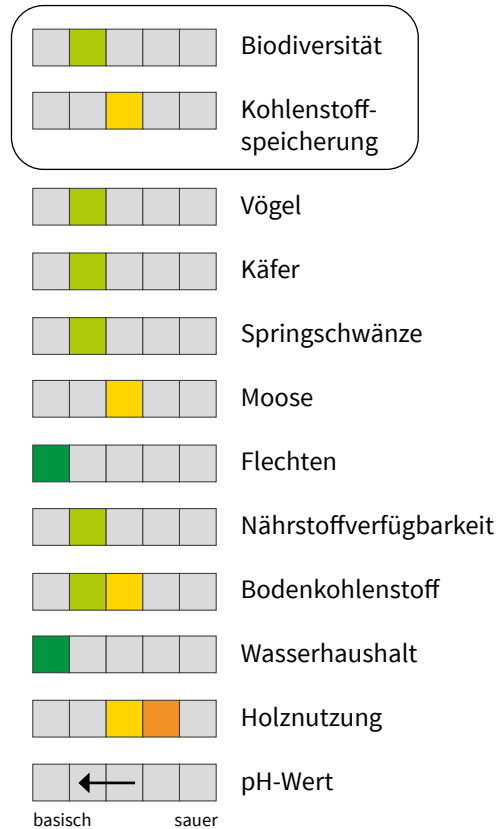 Biodiversität
Kohlenstoff-
speicherung
Vögel
Käfer
Springschwänze
Moose
Flechten
Nährstoffverfügbarkeit
Bodenkohlenstoff
Wasserhaushalt
Holznutzung
pH-Wert
basisch sauer